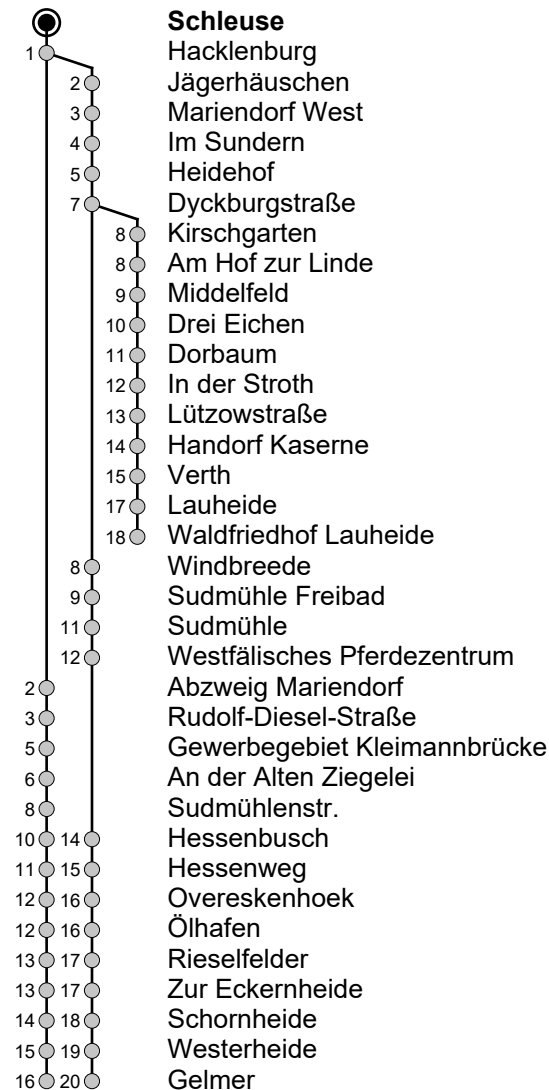 Schleuse
1 Hacklenburg
2 Jägerhäuschen
3 Mariendorf West
4 Im Sundern
5 Heidehof
7 Dyckburgstraße
8 Kirschgarten
8 Am Hof zur Linde
9 Middelfeld
10 Drei Eichen
11 Dorbaum
12 In der Stroth
13 Lützowstraße
14 Handorf Kaserne
15 Verth
17 Lauheide
18 Waldfriedhof Lauheide
8 Windbreede
9 Sudmühle Freibad
11 Sudmühle
12 Westfälisches Pferdezentrum
2 Abzweig Mariendorf
3 Rudolf-Diesel-Straße
5 Gewerbegebiet Kleimannbrücke
6 An der Alten Ziegelei
8 Sudmühlenstr.
10 14 Hessenbusch
11 15 Hessenweg
12 16 Overeskenhoek
12 16 Ölhafen
13 17 Rieselfelder
13 17 Zur Eckernheide
14 18 Schornheide
15 19 Westerheide
16 20 Gelmer